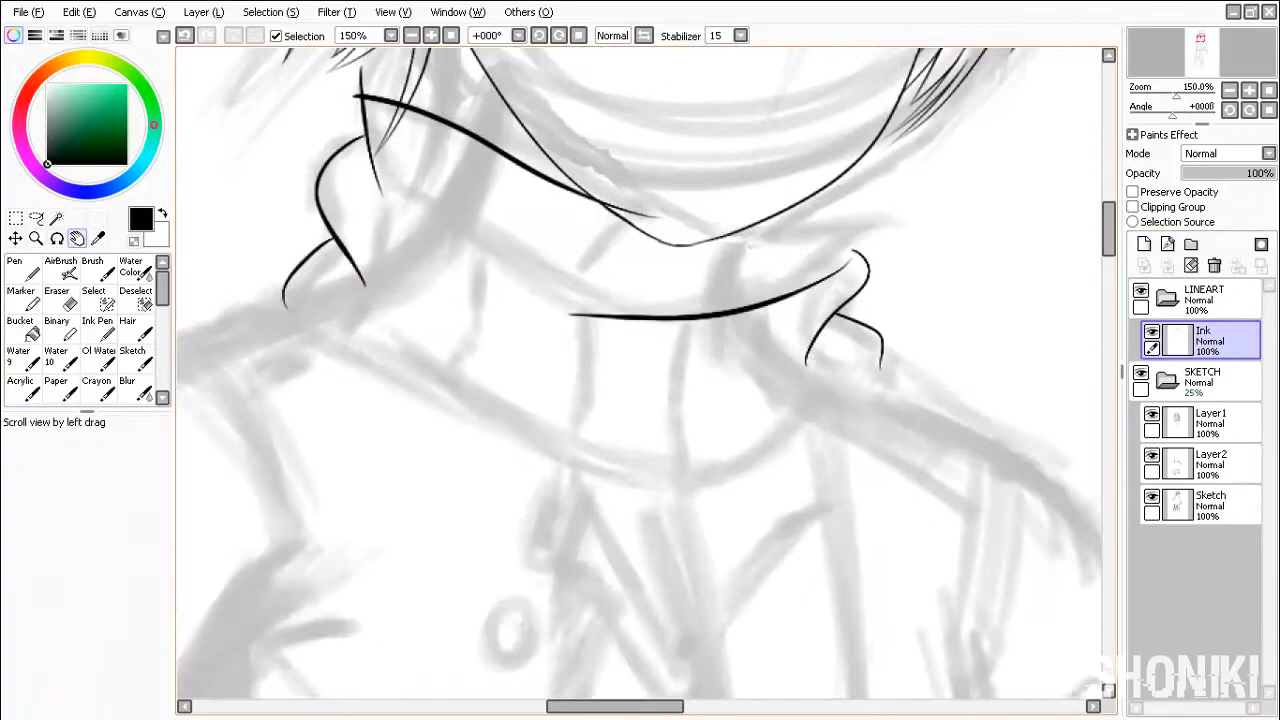 File (F) Edit (E) Canvas (C) Layer (L) Selection (S) Filter (T) View (V) Window (W) Others (O)
Selection 150% +000° Normal Stabilizer 15
Zoom 150.0%
Angle +0008
Paints Effect
Mode Normal
Opacity 100%
Preserve Opacity
Clipping Group
Selection Source
Pen AirBrush Brush Water Color
Marker Eraser Select Deselect
Bucket Binary Ink Pen Hair
Water 9 Water 10 Ol Water Sketch
Acrylic Paper Crayon Blur
Scroll view by left drag
LINEART
Normal
100%
Ink
Normal
100%
SKETCH
Normal
25%
Layer1
Normal
100%
Layer2
Normal
100%
Sketch
Normal
100%
SHONIKI